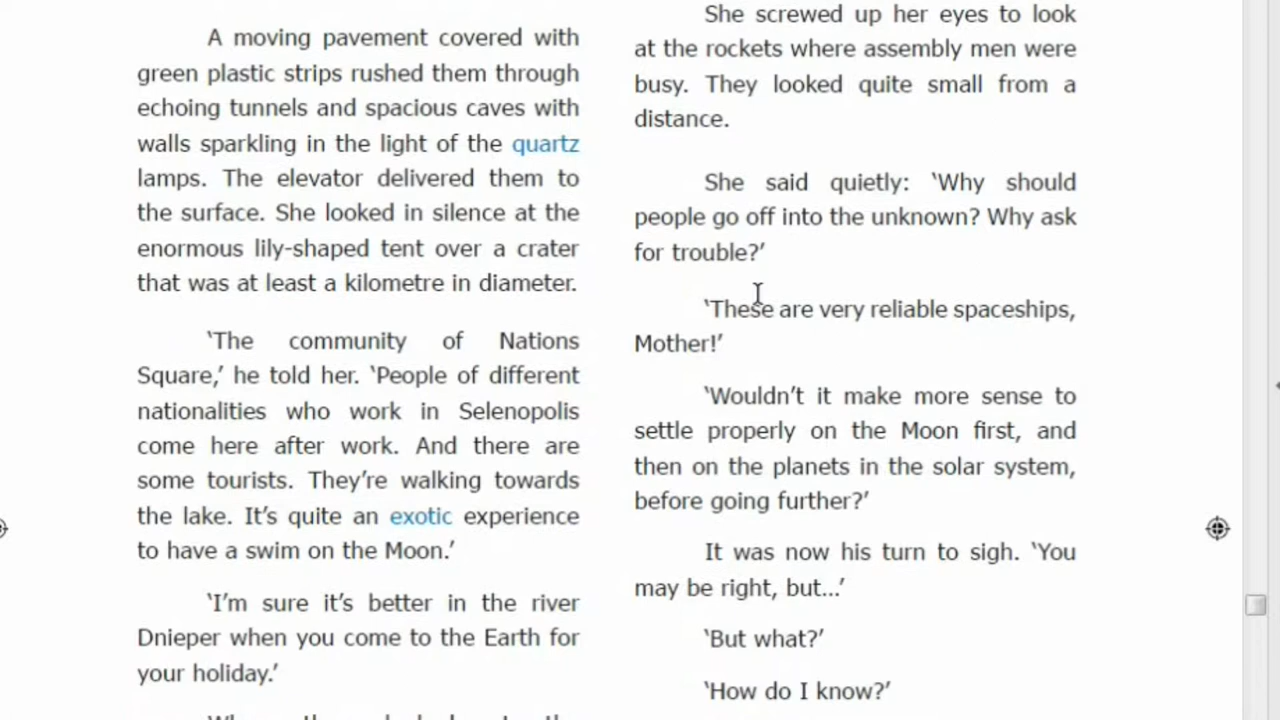 A moving pavement covered with
green plastic strips rushed them through
echoing tunnels and spacious caves with
walls sparkling in the light of the quartz
lamps. The elevator delivered them to
the surface. She looked in silence at the
enormous lily-shaped tent over a crater
that was at least a kilometre in diameter.
‘The community of Nations
Square,’ he told her. ‘People of different
nationalities who work in Selenopolis
come here after work. And there are
some tourists. They’re walking towards
the lake. It’s quite an exotic experience
to have a swim on the Moon.’
‘I’m sure it’s better in the river
Dnieper when you come to the Earth for
your holiday.’
She screwed up her eyes to look
at the rockets where assembly men were
busy. They looked quite small from a
distance.
She said quietly: ‘Why should
people go off into the unknown? Why ask
for trouble?’
‘These are very reliable spaceships,
Mother!’
‘Wouldn’t it make more sense to
settle properly on the Moon first, and
then on the planets in the solar system,
before going further?’
It was now his turn to sigh. ‘You
may be right, but...’
‘But what?’
‘How do I know?’